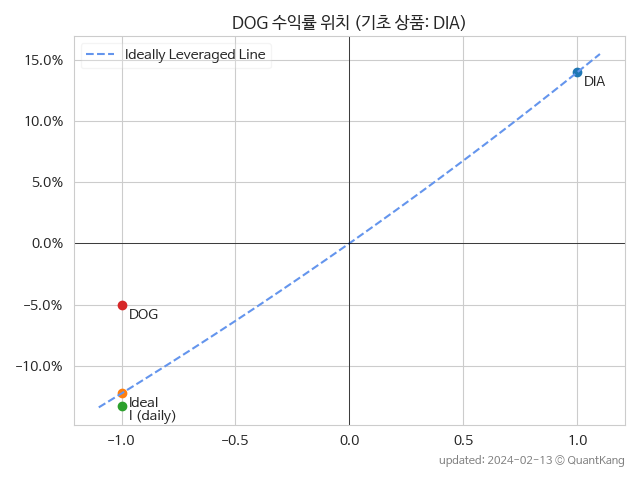 DOG 수익률 위치 (기초 상품: DIA)
Ideally Leveraged Line
15.0%
DIA
10.0%
5.0%
0.0%
−5.0%
DOG
−10.0%
Ideal
I (daily)
−1.0 −0.5 0.0 0.5 1.0
updated: 2024-02-13 © QuantKang